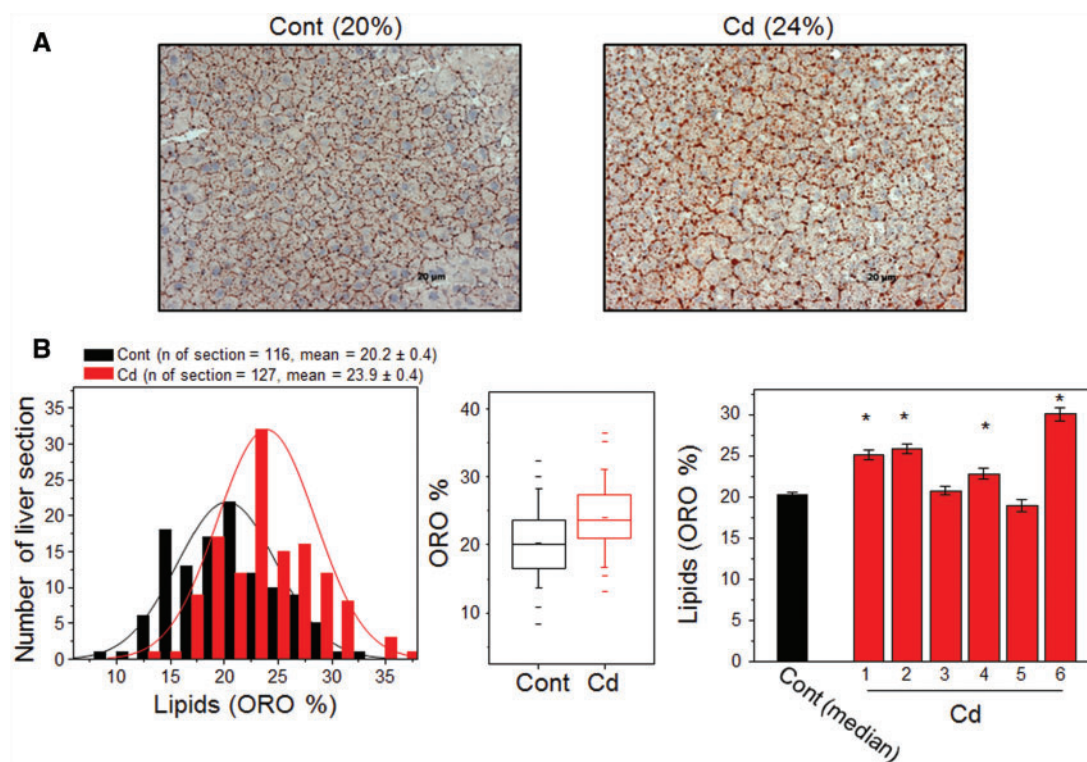 A
Cont (20%)
Cd (24%)
20 µm
20 µm
B
Cont (n of section = 116, mean = 20.2 ± 0.4)
Cd (n of section = 127, mean = 23.9 ± 0.4)
Number of liver section
35
30
25
20
15
10
5
0
10 15 20 25 30 35
Lipids (ORO %)
ORO %
40
30
20
10
Cont Cd
Lipids (ORO %)
30
25
20
15
10
5
0
* * * *
Cont (median)
1 2 3 4 5 6
Cd